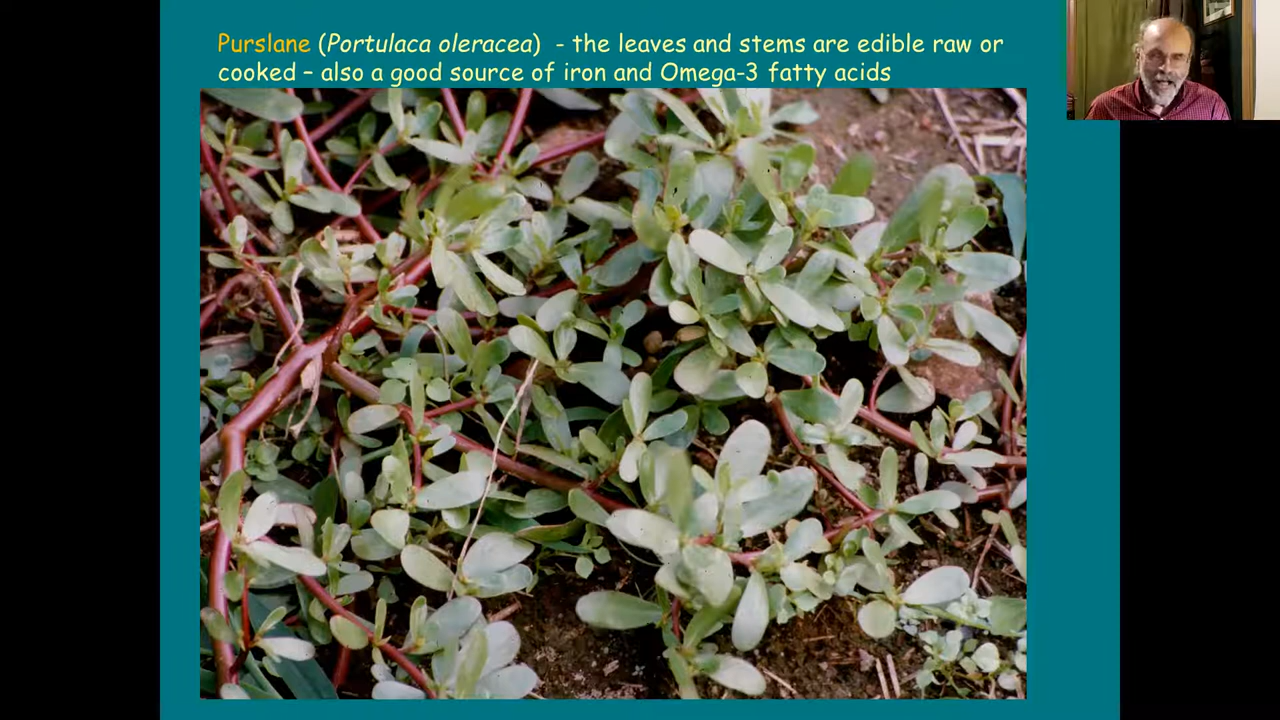 Purslane (Portulaca oleracea)  - the leaves and stems are edible raw or
cooked – also a good source of iron and Omega-3 fatty acids